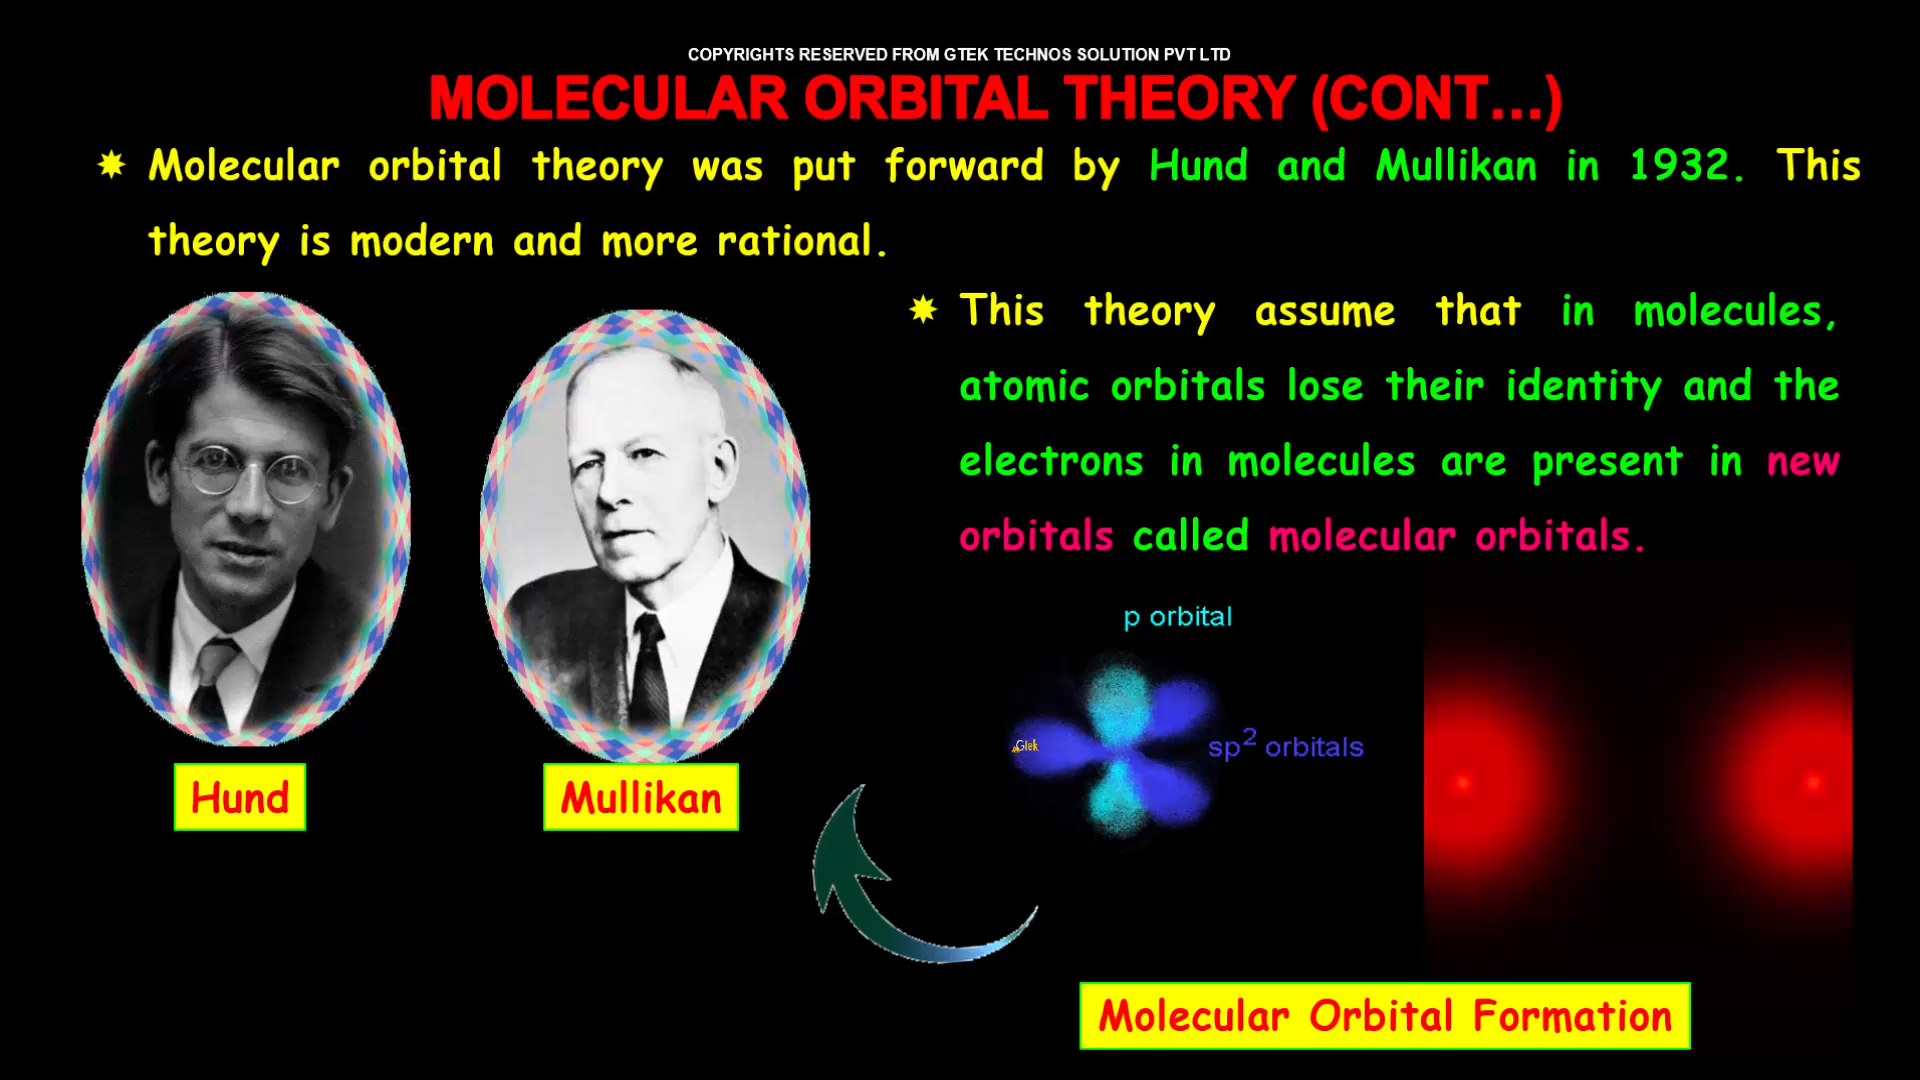 COPYRIGHTS RESERVED FROM GTEK TECHNOS SOLUTION PVT LTD
MOLECULAR ORBITAL THEORY (CONT...)
Molecular orbital theory was put forward by Hund and Mullikan in 1932. This
theory is modern and more rational.
This theory assume that in molecules,
atomic orbitals lose their identity and the
electrons in molecules are present in new
orbitals called molecular orbitals.
p orbital
Gtek
sp² orbitals
Hund
Mullikan
Molecular Orbital Formation